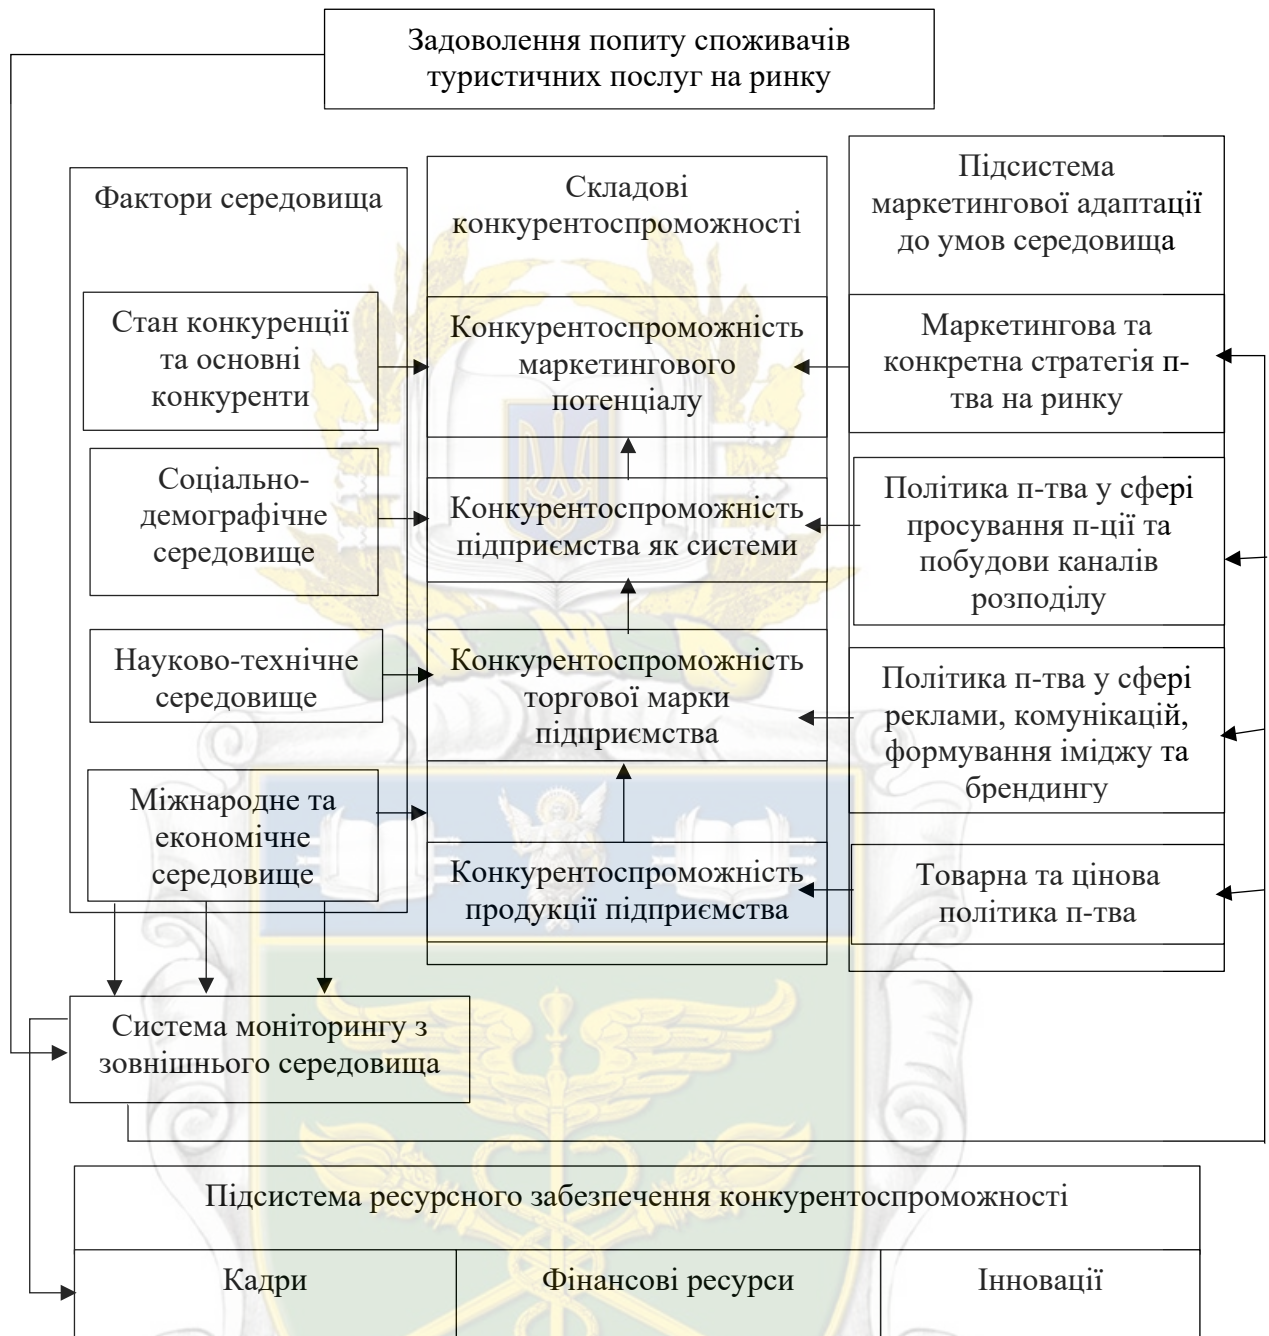 Задоволення попиту споживачів
туристичних послуг на ринку
Фактори середовища
Стан конкуренції
та основні
конкуренти
Соціально-
демографічне
середовище
Науково-технічне
середовище
Міжнародне та
економічне
середовище
Складові
конкурентоспроможності
Конкурентоспроможність
маркетингового
потенціалу
Конкурентоспроможність
підприємства як системи
Конкурентоспроможність
торгової марки
підприємства
Конкурентоспроможність
продукції підприємства
Підсистема
маркетингової адаптації
до умов середовища
Маркетингова та
конкретна стратегія п-
тва на ринку
Політика п-тва у сфері
просування п-ції та
побудови каналів
розподілу
Політика п-тва у сфері
реклами, комунікацій,
формування іміджу та
брендингу
Товарна та цінова
політика п-тва
Система моніторингу з
зовнішнього середовища
Підсистема ресурсного забезпечення конкурентоспроможності
Кадри
Фінансові ресурси
Інновації